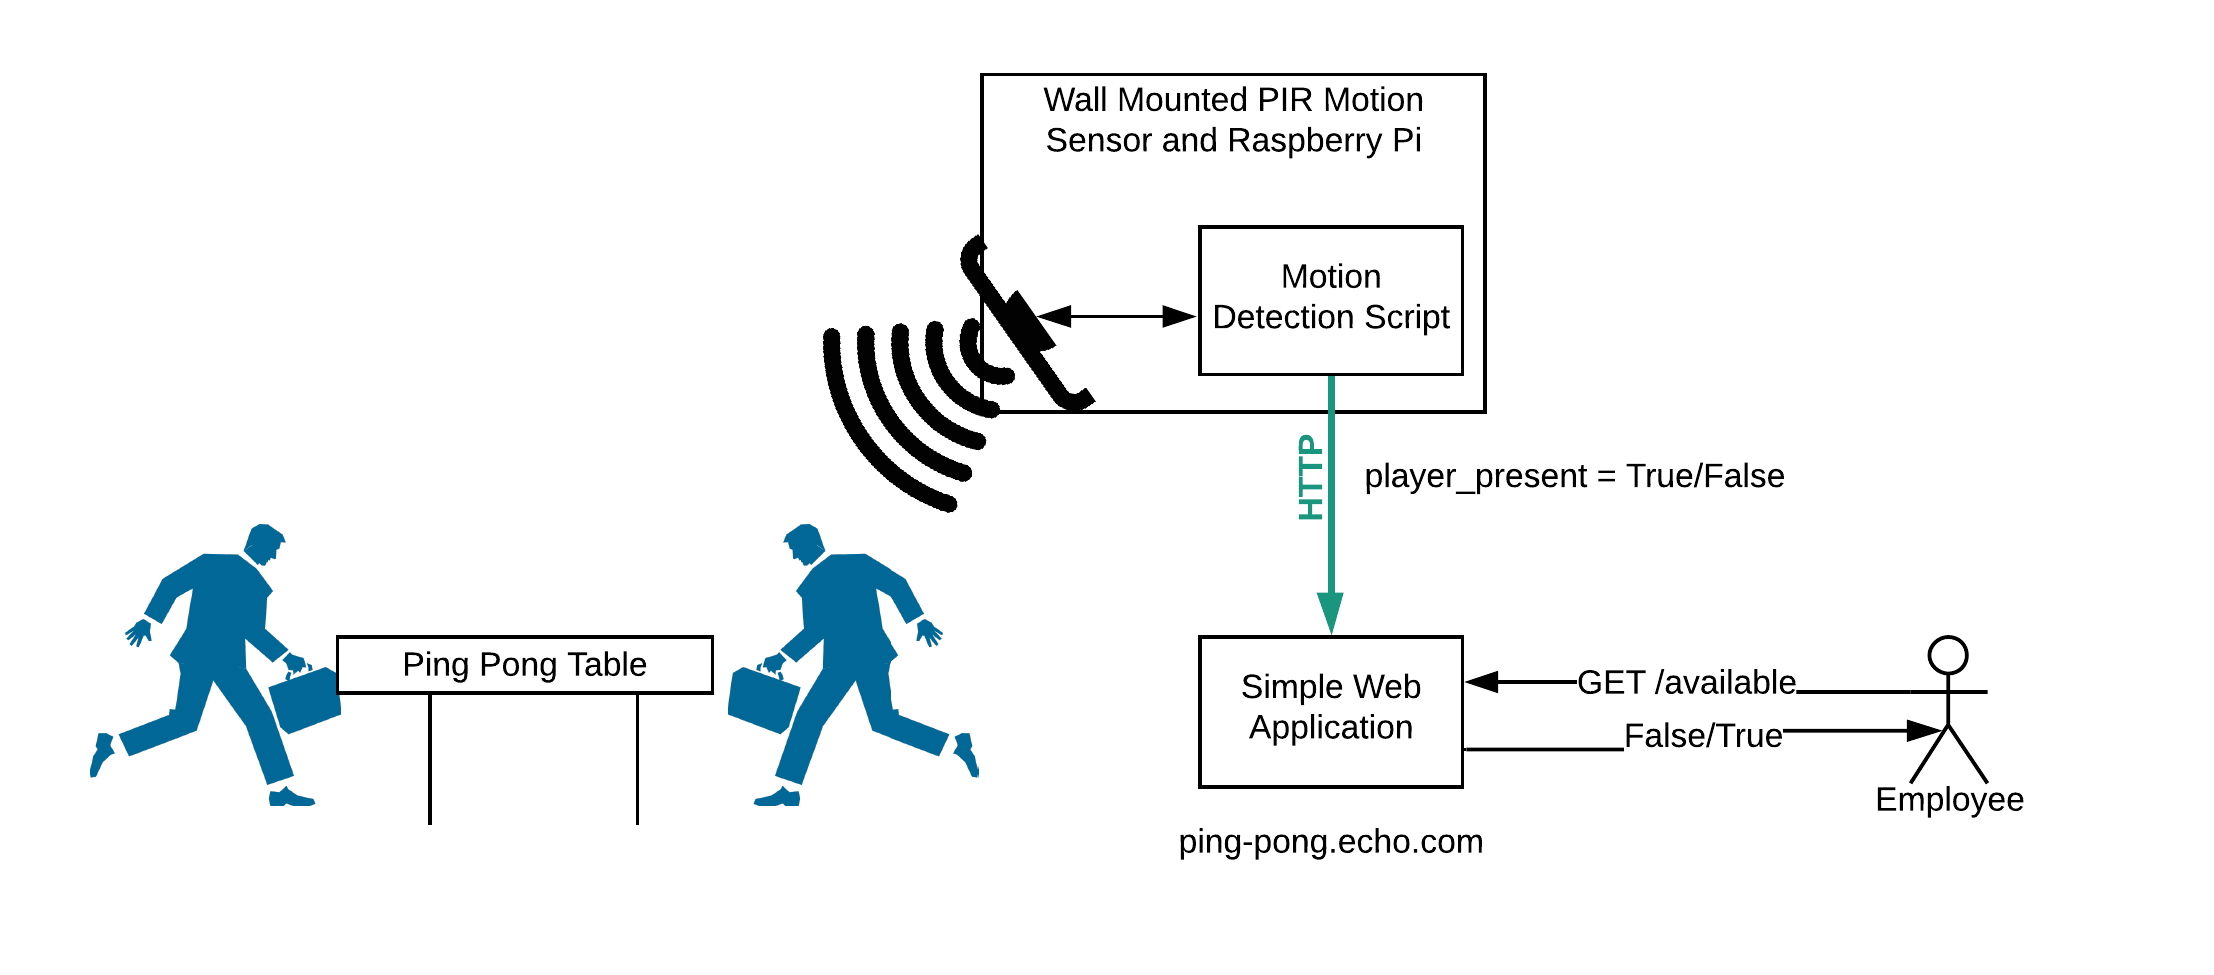 Wall Mounted PIR Motion
Sensor and Raspberry Pi
Motion
Detection Script
HTTP
player_present = True/False
Ping Pong Table
Simple Web
Application
GET /available
False/True
Employee
ping-pong.echo.com